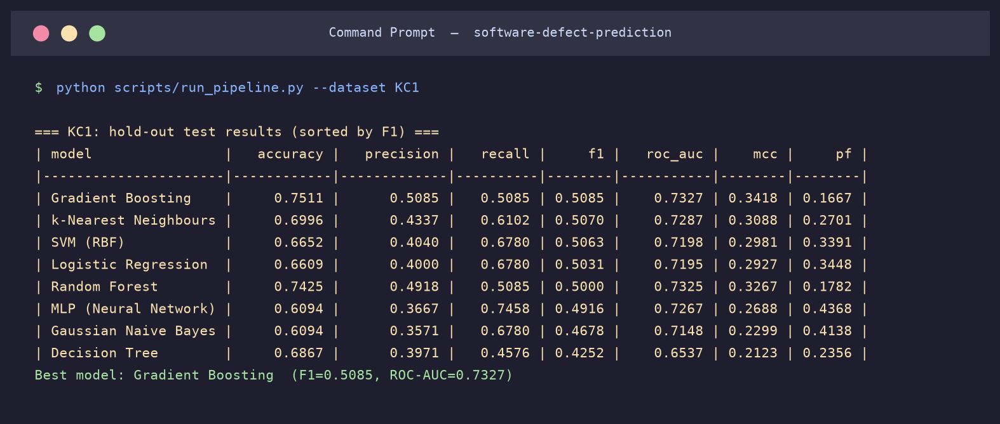 Command Prompt — software-defect-prediction
$ python scripts/run_pipeline.py --dataset KC1
=== KC1: hold-out test results (sorted by F1) ===
| model                |   accuracy |   precision |   recall |     f1 |   roc_auc |    mcc |     pf |
|----------------------|------------|-------------|----------|--------|-----------|--------|--------|
| Gradient Boosting    |     0.7511 |      0.5085 |   0.5085 | 0.5085 |    0.7327 | 0.3418 | 0.1667 |
| k-Nearest Neighbours |     0.6996 |      0.4337 |   0.6102 | 0.5070 |    0.7287 | 0.3088 | 0.2701 |
| SVM (RBF)            |     0.6652 |      0.4040 |   0.6780 | 0.5063 |    0.7198 | 0.2981 | 0.3391 |
| Logistic Regression  |     0.6609 |      0.4000 |   0.6780 | 0.5031 |    0.7195 | 0.2927 | 0.3448 |
| Random Forest        |     0.7425 |      0.4918 |   0.5085 | 0.5000 |    0.7325 | 0.3267 | 0.1782 |
| MLP (Neural Network) |     0.6094 |      0.3667 |   0.7458 | 0.4916 |    0.7267 | 0.2688 | 0.4368 |
| Gaussian Naive Bayes |     0.6094 |      0.3571 |   0.6780 | 0.4678 |    0.7148 | 0.2299 | 0.4138 |
| Decision Tree        |     0.6867 |      0.3971 |   0.4576 | 0.4252 |    0.6537 | 0.2123 | 0.2356 |
Best model: Gradient Boosting  (F1=0.5085, ROC-AUC=0.7327)